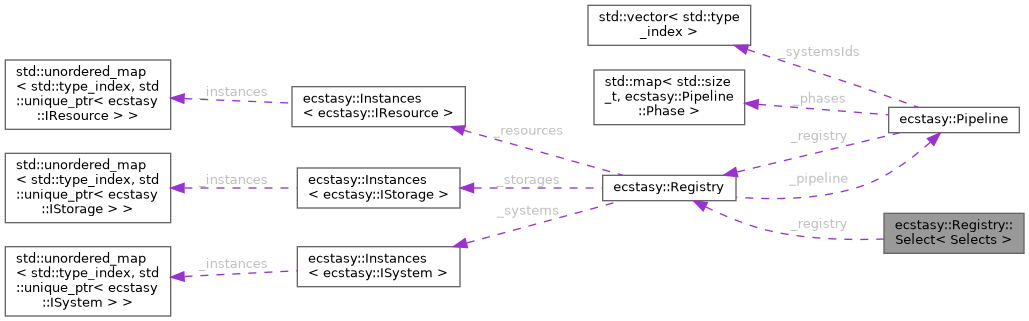 std::vector< std::type
_index >
_systemsIds
std::unordered_map
< std::type_index, std
::unique_ptr< ecstasy
::IResource > >
_instances
ecstasy::Instances
< ecstasy::IResource >
_resources
std::map< std::size
_t, ecstasy::Pipeline
::Phase >
_phases
ecstasy::Pipeline
_registry
std::unordered_map
< std::type_index, std
::unique_ptr< ecstasy
::IStorage > >
_instances
ecstasy::Instances
< ecstasy::IStorage >
_storages
ecstasy::Registry
_pipeline
_systems
_registry
ecstasy::Registry::
Select< Selects >
std::unordered_map
< std::type_index, std
::unique_ptr< ecstasy
::ISystem > >
_instances
ecstasy::Instances
< ecstasy::ISystem >